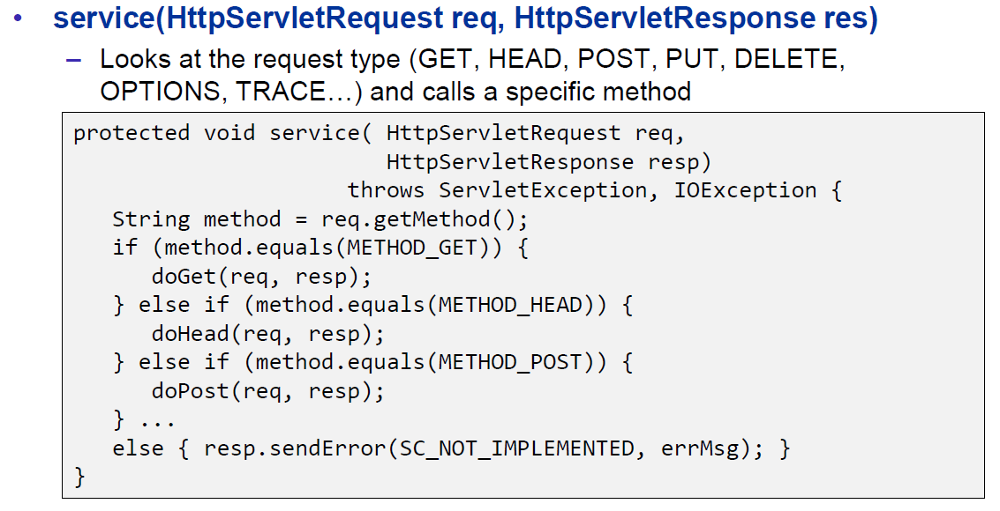 • service(HttpServletRequest req, HttpServletResponse res)
– Looks at the request type (GET, HEAD, POST, PUT, DELETE,
OPTIONS, TRACE…) and calls a specific method
protected void service( HttpServletRequest req,
                        HttpServletResponse resp)
                     throws ServletException, IOException {
   String method = req.getMethod();
   if (method.equals(METHOD_GET)) {
      doGet(req, resp);
   } else if (method.equals(METHOD_HEAD)) {
      doHead(req, resp);
   } else if (method.equals(METHOD_POST)) {
      doPost(req, resp);
   } ...
   else { resp.sendError(SC_NOT_IMPLEMENTED, errMsg); }
}